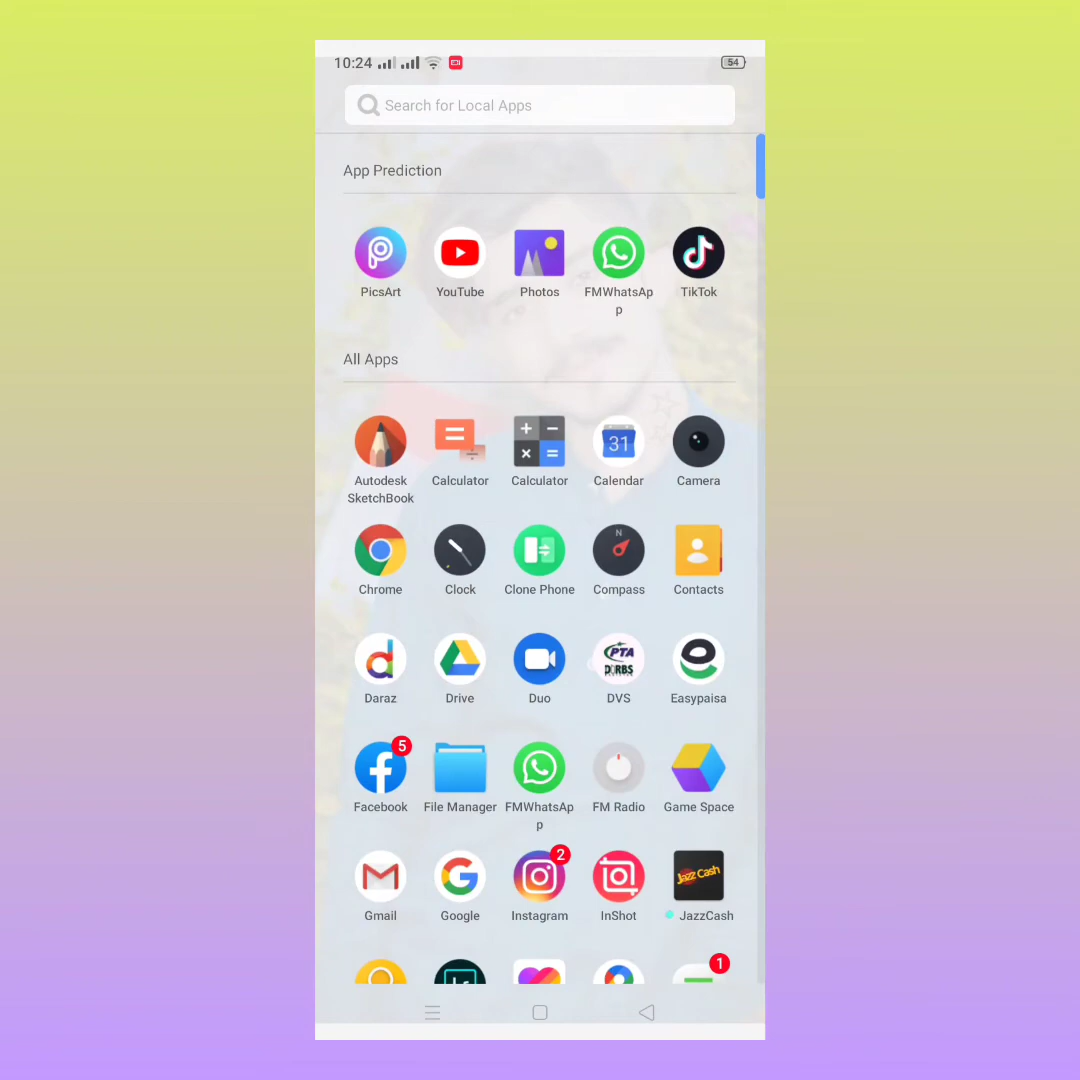 10:24
54
Search for Local Apps
App Prediction
PicsArt YouTube Photos FMWhatsAp
p TikTok
All Apps
31
Autodesk
SketchBook Calculator Calculator Calendar Camera
N
Chrome Clock Clone Phone Compass Contacts
PTA
DIRBS
Daraz Drive Duo DVS Easypaisa
5
Facebook File Manager FMWhatsAp
p FM Radio Game Space
2
Jazz Cash
Gmail Google Instagram InShot JazzCash
1